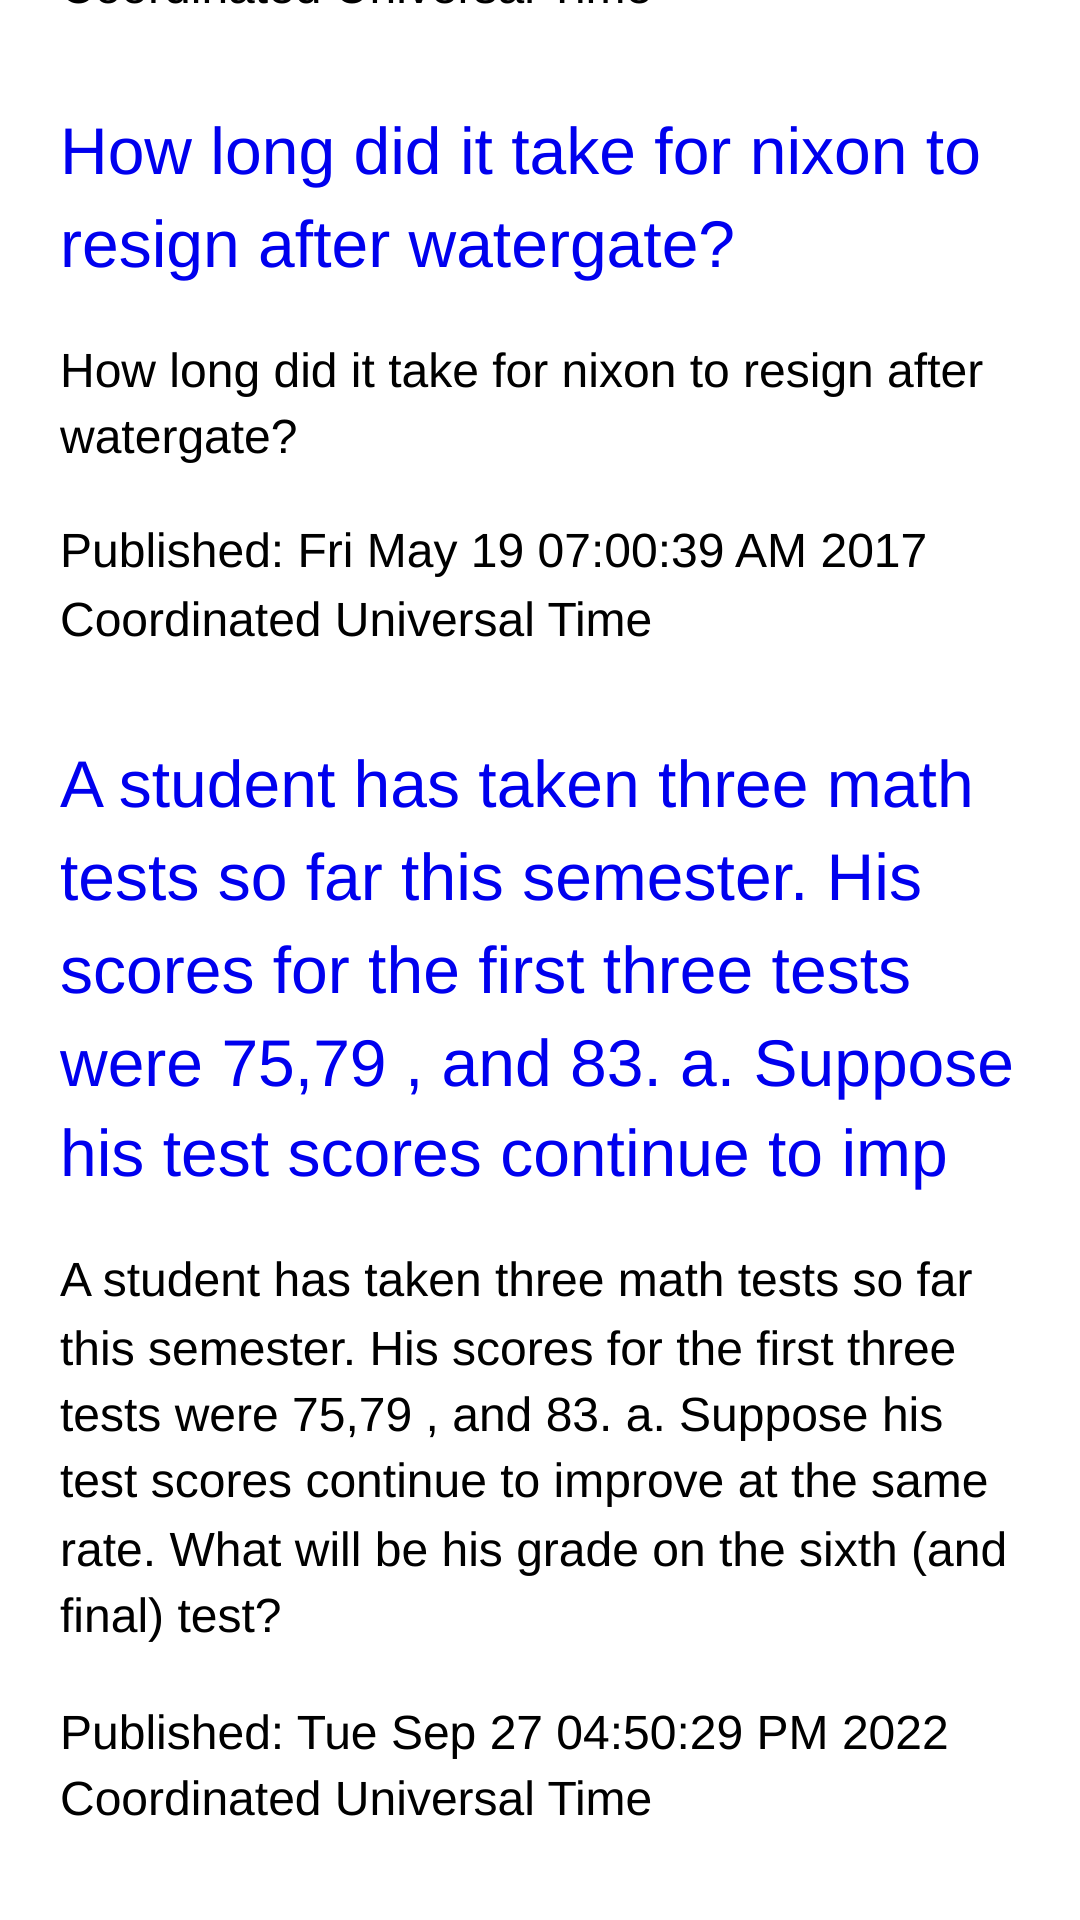 Coordinated Universal Time
How long did it take for nixon to
resign after watergate?
How long did it take for nixon to resign after
watergate?
Published: Fri May 19 07:00:39 AM 2017
Coordinated Universal Time
A student has taken three math
tests so far this semester. His
scores for the first three tests
were 75,79 , and 83. a. Suppose
his test scores continue to imp
A student has taken three math tests so far
this semester. His scores for the first three
tests were 75,79 , and 83. a. Suppose his
test scores continue to improve at the same
rate. What will be his grade on the sixth (and
final) test?
Published: Tue Sep 27 04:50:29 PM 2022
Coordinated Universal Time